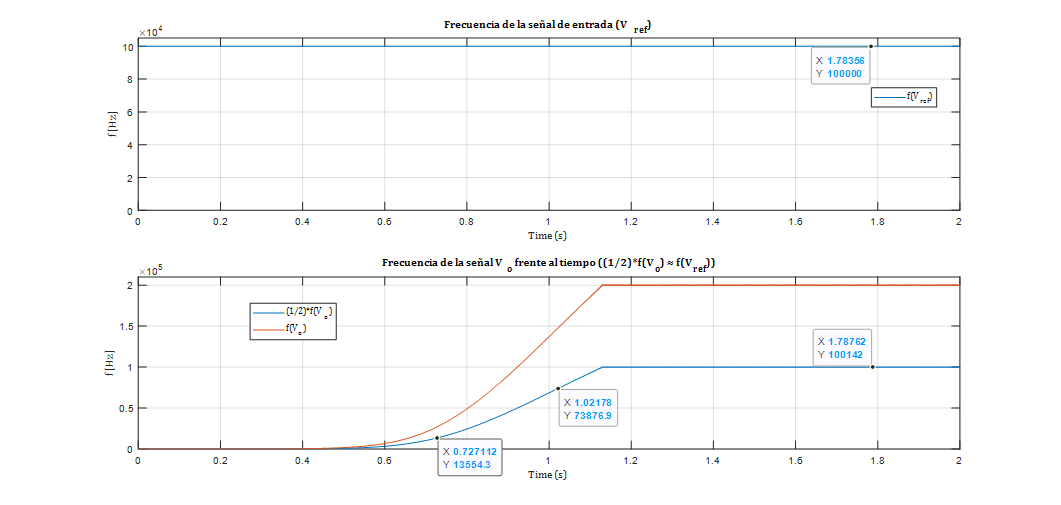 Frecuencia de la señal de entrada (V ref)
×10^4
10
8
6
4
2
0
f [Hz]
X 1.78356
Y 100000
f(V ref)
0 0.2 0.4 0.6 0.8 1 1.2 1.4 1.6 1.8 2
Time (s)
Frecuencia de la señal V o frente al tiempo ((1/2)*f(V o) ≈ f(V ref))
×10^5
2
1.5
1
0.5
0
f [Hz]
(1/2)*f(V o)
f(V o)
X 1.78762
Y 100142
X 1.02178
Y 73876.9
X 0.727112
Y 13554.3
0 0.2 0.4 0.6 0.8 1 1.2 1.4 1.6 1.8 2
Time (s)